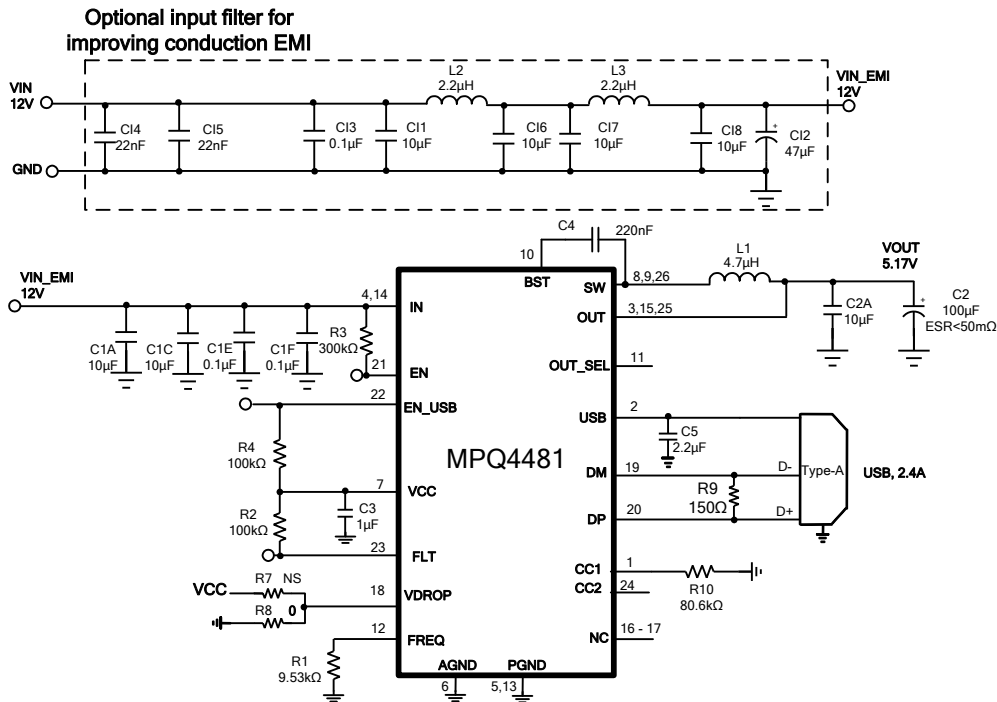 Optional input filter for
improving conduction EMI
VIN
12V
L2
2.2µH
L3
2.2µH
VIN_EMI
12V
CI4
22nF
CI5
22nF
CI3
0.1µF
CI1
10µF
CI6
10µF
CI7
10µF
CI8
10µF
CI2
+
47µF
GND
C4
220nF
10
BST
SW
8,9,26
L1
4.7µH
VOUT
5.17V
VIN_EMI
12V
4,14
IN
OUT
3,15,25
C2A
10µF
+
C2
100µF
ESR<50mΩ
C1A
10µF
C1C
10µF
C1E
0.1µF
C1F
0.1µF
R3
300kΩ
21
EN
OUT_SEL
11
22
EN_USB
USB
2
C5
2.2µF
R4
100kΩ
MPQ4481
DM
19
D-
Type-A
USB, 2.4A
7
VCC
C3
1µF
R9
150Ω
R2
100kΩ
DP
20
D+
23
FLT
CC1
1
R10
80.6kΩ
CC2
24
VCC
R7
NS
R8
0
18
VDROP
12
FREQ
NC
16 - 17
R1
9.53kΩ
AGND
PGND
6
5,13